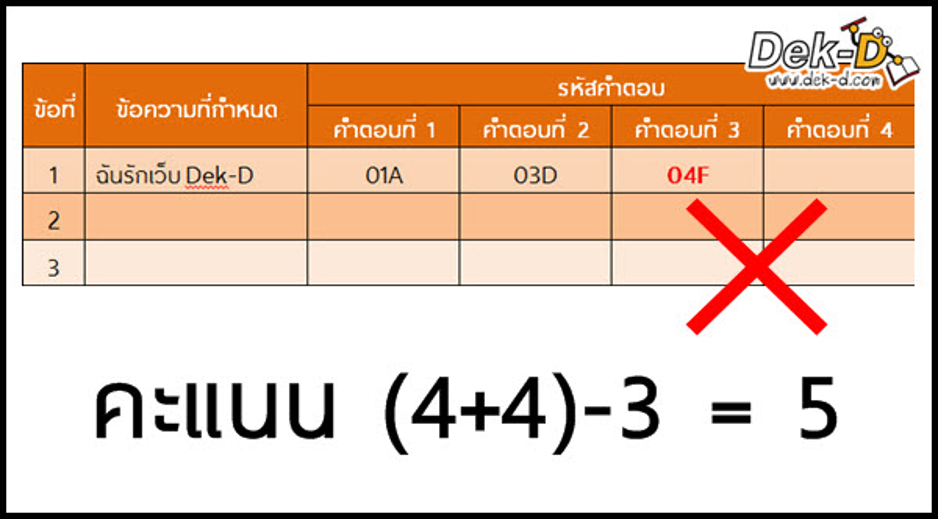 Dek-D
www.dek-d.com
ข้อที่ ข้อความที่กำหนด รหัสคำตอบ
คำตอบที่ 1 คำตอบที่ 2 คำตอบที่ 3 คำตอบที่ 4
1 ฉันรักเว็บ Dek-D 01A 03D 04F
2
3
คะแนน (4+4)-3 = 5